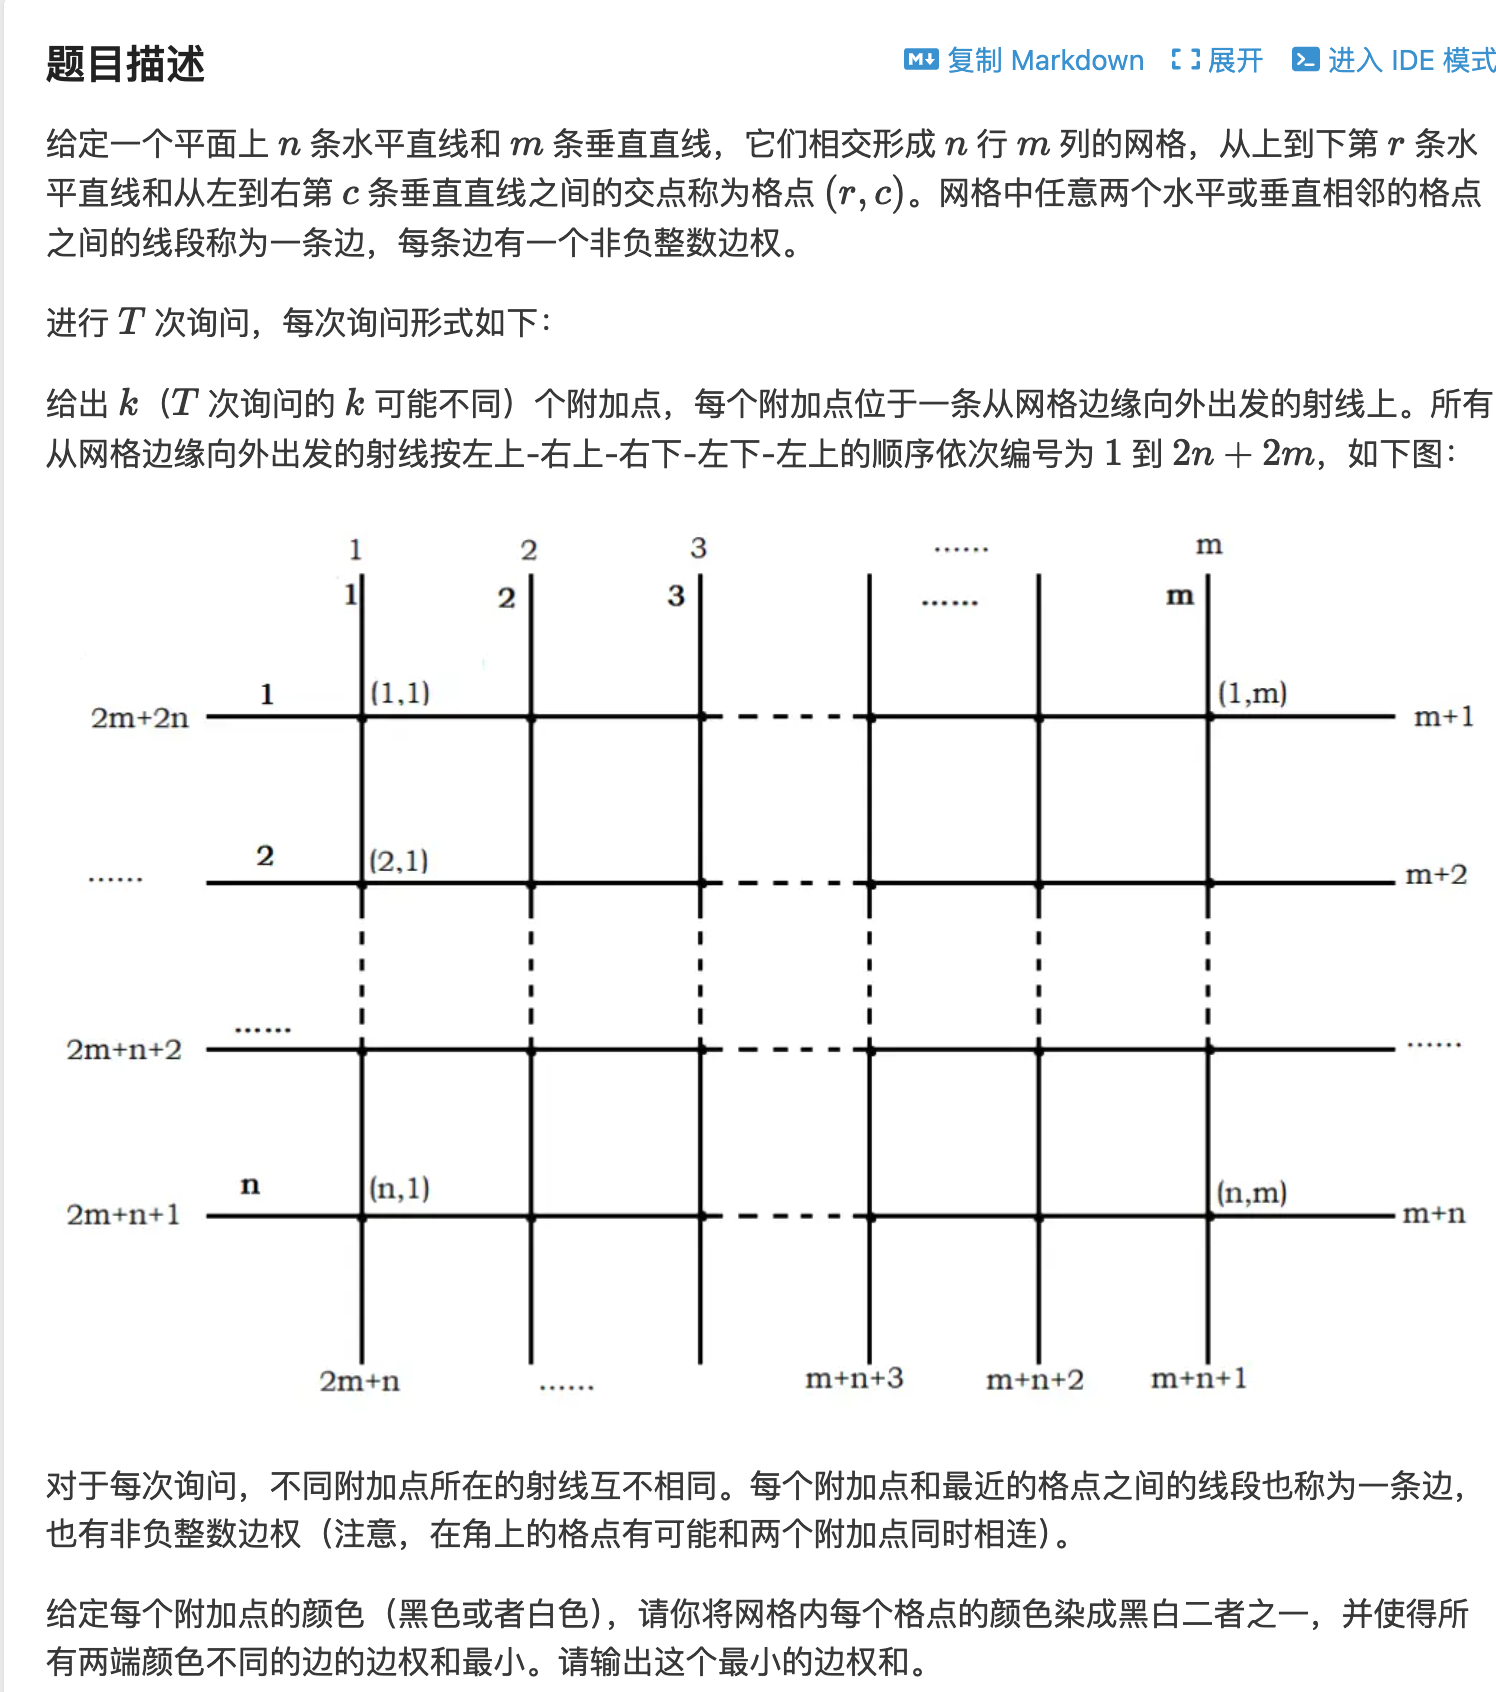 题目描述
复制 Markdown 展开 进入 IDE 模式
给定一个平面上 n 条水平直线和 m 条垂直直线，它们相交形成 n 行 m 列的网格，从上到下第 r 条水
平直线和从左到右第 c 条垂直直线之间的交点称为格点 (r, c)。网格中任意两个水平或垂直相邻的格点
之间的线段称为一条边，每条边有一个非负整数边权。
进行 T 次询问，每次询问形式如下：
给出 k（T 次询问的 k 可能不同）个附加点，每个附加点位于一条从网格边缘向外出发的射线上。所有
从网格边缘向外出发的射线按左上-右上-右下-左下-左上的顺序依次编号为 1 到 2n + 2m，如下图：
1 2 3 ...... m
1 2 3 ...... m
1 (1,1) (1,m)
2m+2n m+1
2 (2,1)
...... m+2
......
2m+n+2 ......
n (n,1) (n,m)
2m+n+1 m+n
2m+n ...... m+n+3 m+n+2 m+n+1
对于每次询问，不同附加点所在的射线互不相同。每个附加点和最近的格点之间的线段也称为一条边，
也有非负整数边权（注意，在角上的格点有可能和两个附加点同时相连）。
给定每个附加点的颜色（黑色或者白色），请你将网格内每个格点的颜色染成黑白二者之一，并使得所
有两端颜色不同的边的边权和最小。请输出这个最小的边权和。